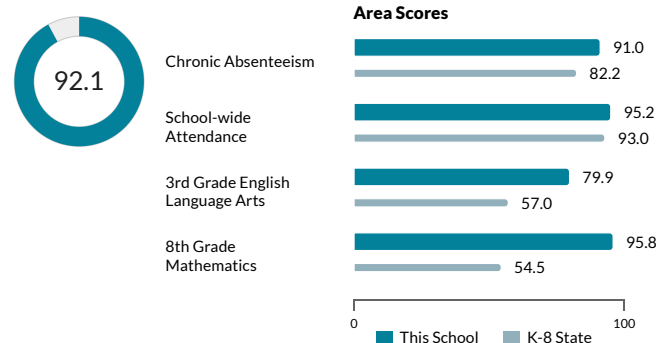 Area Scores
92.1
Chronic Absenteeism
91.0
82.2
School-wide
Attendance
95.2
93.0
3rd Grade English
Language Arts
79.9
57.0
8th Grade
Mathematics
95.8
54.5
0
100
This School
K-8 State